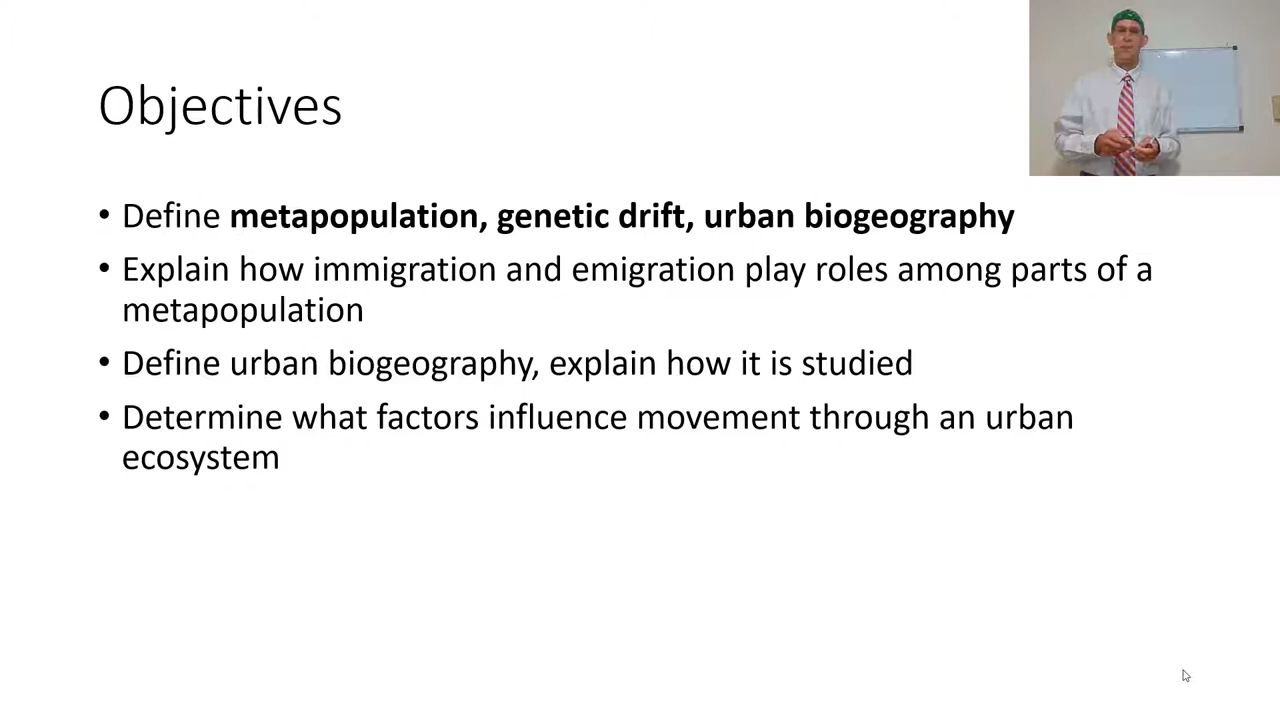 Objectives
• Define metapopulation, genetic drift, urban biogeography
• Explain how immigration and emigration play roles among parts of a
metapopulation
• Define urban biogeography, explain how it is studied
• Determine what factors influence movement through an urban
ecosystem